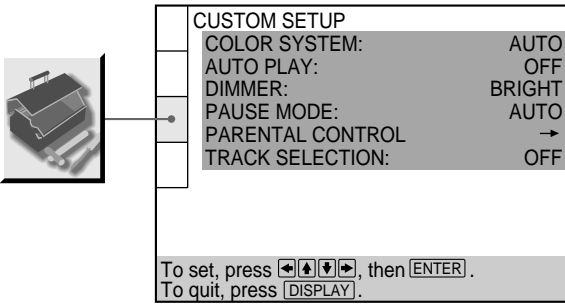 CUSTOM SETUP
COLOR SYSTEM: AUTO
AUTO PLAY: OFF
DIMMER: BRIGHT
PAUSE MODE: AUTO
PARENTAL CONTROL →
TRACK SELECTION: OFF
To set, press ←↑↓→, then ENTER.
To quit, press DISPLAY.